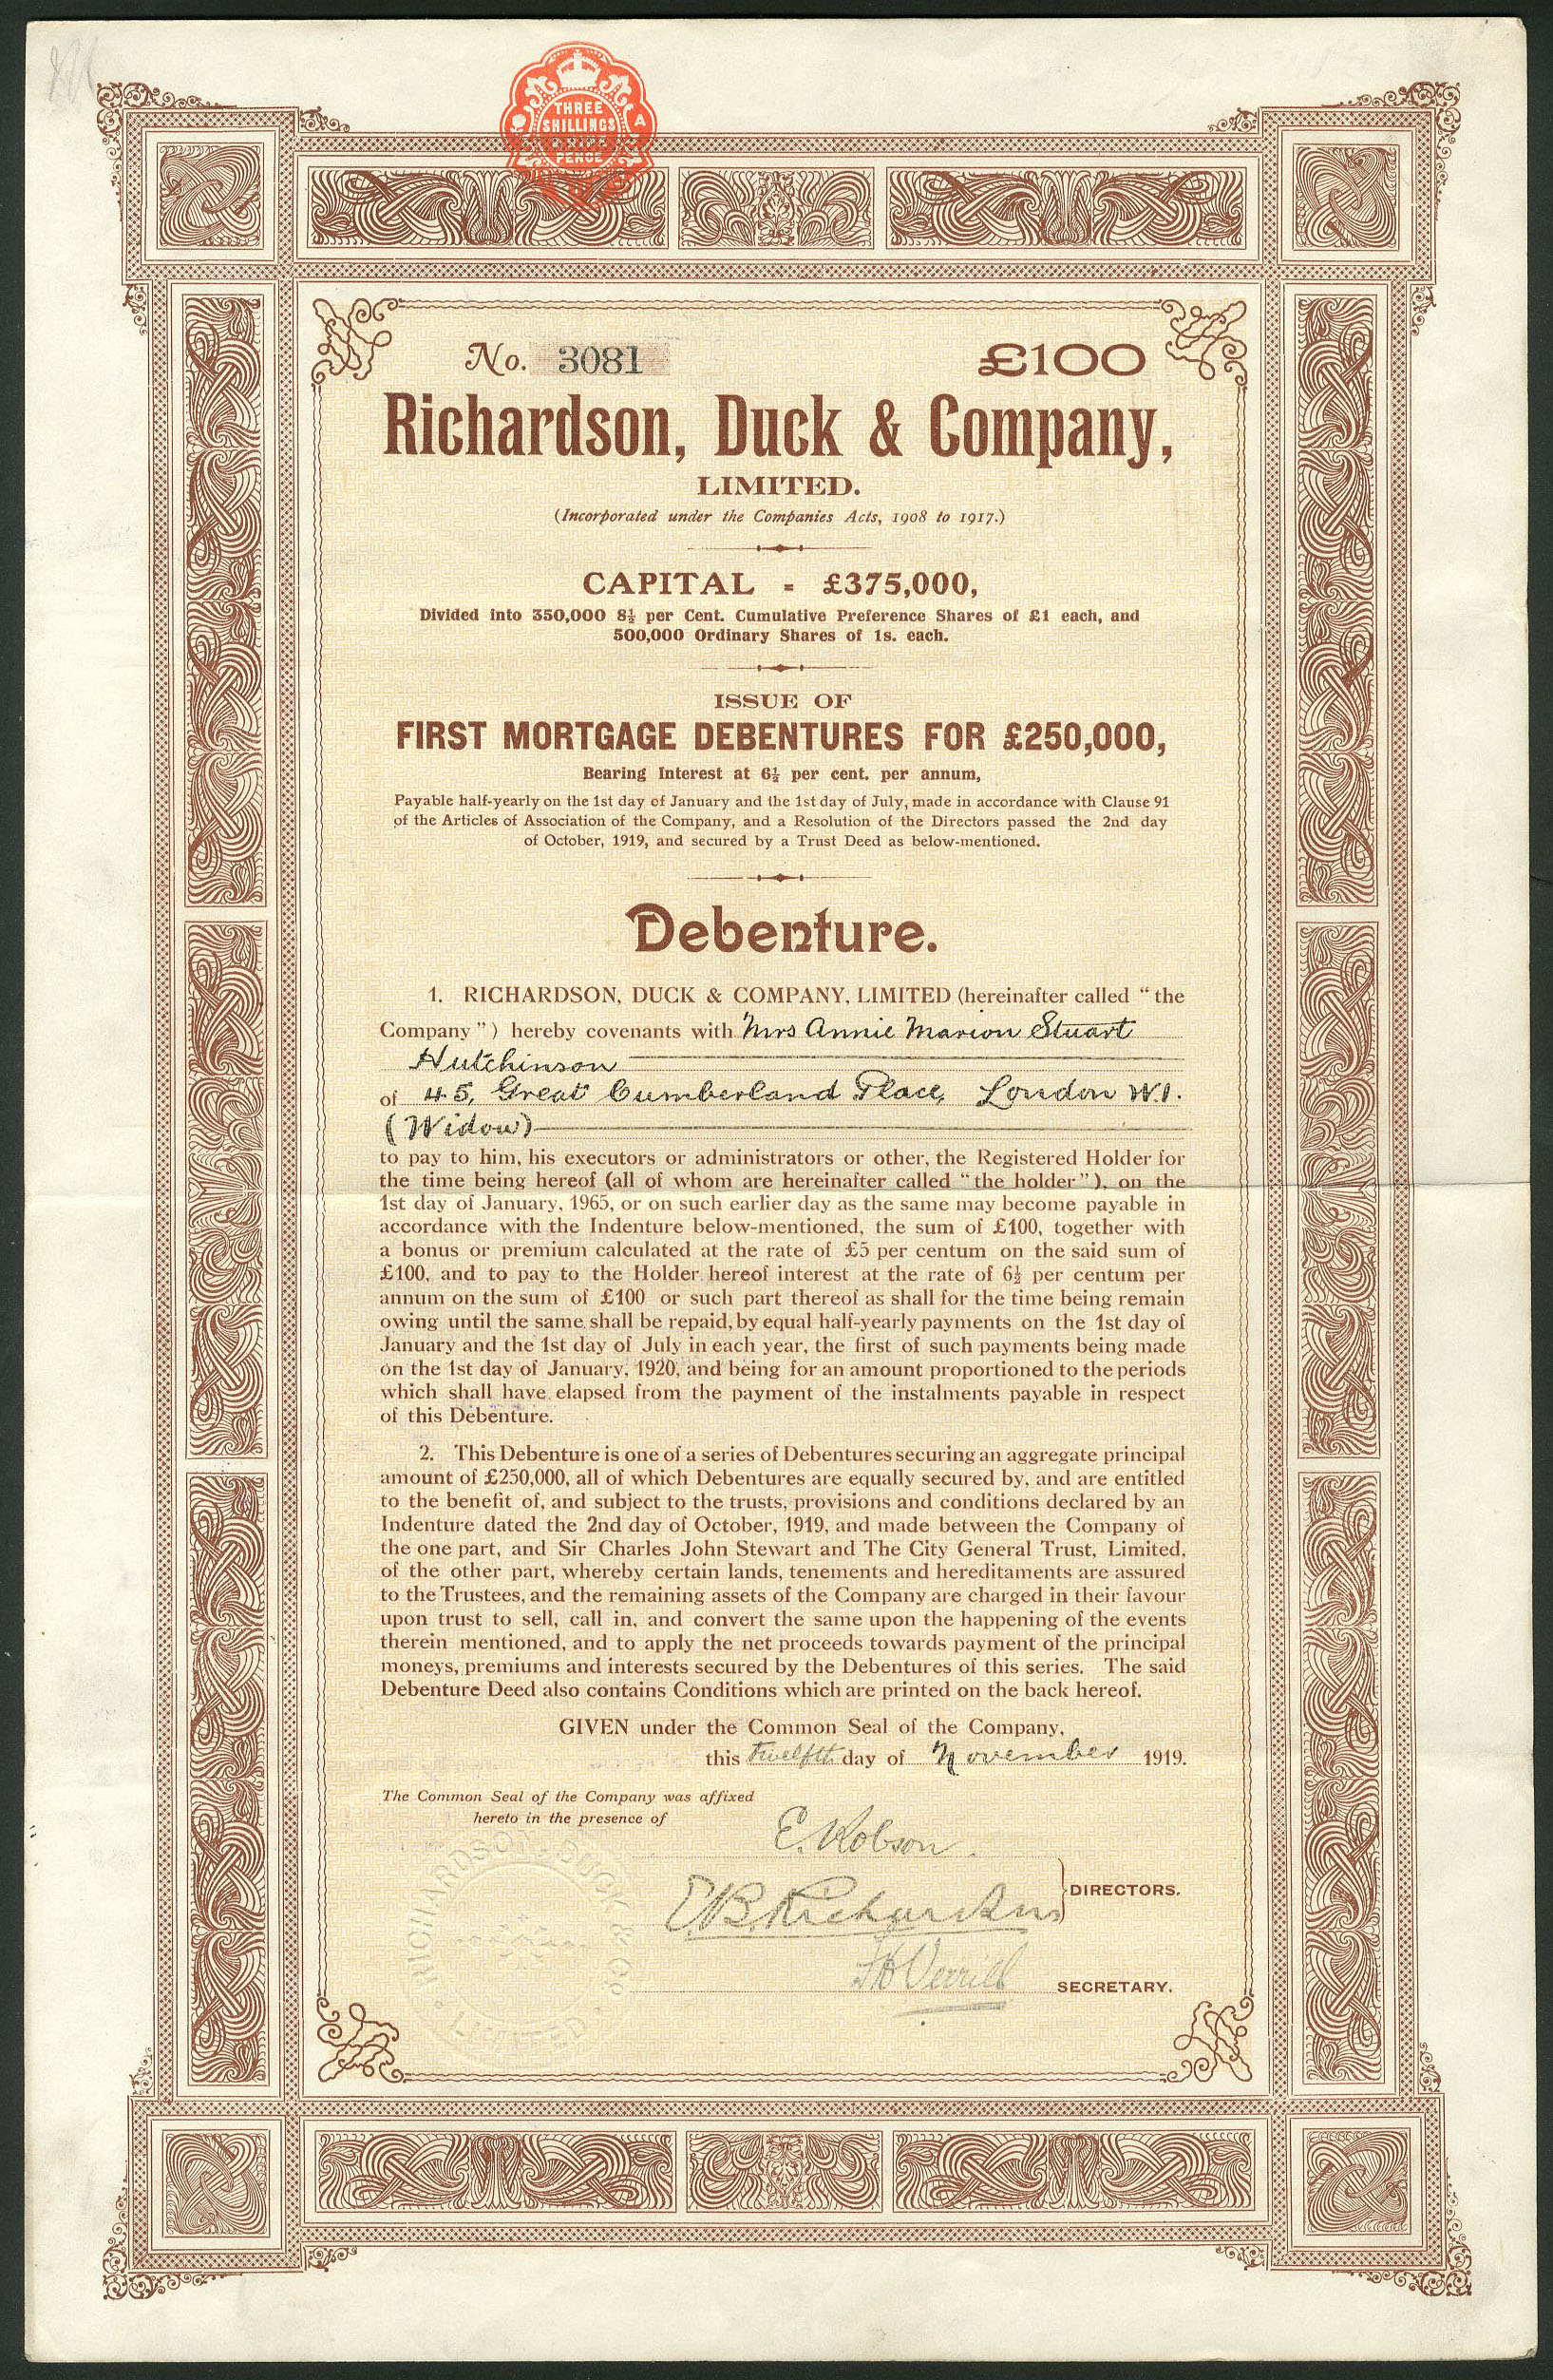 THREE
SHILLINGS
& NINE
PENCE
No. 3081 £100
Richardson, Duck & Company,
LIMITED.
(Incorporated under the Companies Acts, 1908 to 1917.)
CAPITAL - £375,000,
Divided into 350,000 8½ per Cent. Cumulative Preference Shares of £1 each, and
500,000 Ordinary Shares of 1s. each.
ISSUE OF
FIRST MORTGAGE DEBENTURES FOR £250,000,
Bearing Interest at 6½ per cent. per annum,
Payable half-yearly on the 1st day of January and the 1st day of July, made in accordance with Clause 91
of the Articles of Association of the Company, and a Resolution of the Directors passed the 2nd day
of October, 1919, and secured by a Trust Deed as below-mentioned.
Debenture.
1. RICHARDSON, DUCK & COMPANY, LIMITED (hereinafter called "the
Company") hereby covenants with Mrs Annie Marion Stuart
Hutchinson
of 45, Great Cumberland Place, London W.1.
(Widow)
to pay to him, his executors or administrators or other, the Registered Holder for
the time being hereof (all of whom are hereinafter called "the holder"), on the
1st day of January, 1965, or on such earlier day as the same may become payable in
accordance with the Indenture below-mentioned, the sum of £100, together with
a bonus or premium calculated at the rate of £5 per centum on the said sum of
£100, and to pay to the Holder hereof interest at the rate of 6½ per centum per
annum on the sum of £100 or such part thereof as shall for the time being remain
owing until the same shall be repaid, by equal half-yearly payments on the 1st day of
January and the 1st day of July in each year, the first of such payments being made
on the 1st day of January, 1920, and being for an amount proportioned to the periods
which shall have elapsed from the payment of the instalments payable in respect
of this Debenture.
2. This Debenture is one of a series of Debentures securing an aggregate principal
amount of £250,000, all of which Debentures are equally secured by, and are entitled
to the benefit of, and subject to the trusts, provisions and conditions declared by an
Indenture dated the 2nd day of October, 1919, and made between the Company of
the one part, and Sir Charles John Stewart and The City General Trust, Limited,
of the other part, whereby certain lands, tenements and hereditaments are assured
to the Trustees, and the remaining assets of the Company are charged in their favour
upon trust to sell, call in, and convert the same upon the happening of the events
therein mentioned, and to apply the net proceeds towards payment of the principal
moneys, premiums and interests secured by the Debentures of this series. The said
Debenture Deed also contains Conditions which are printed on the back hereof.
GIVEN under the Common Seal of the Company,
this Twelfth day of November 1919.
The Common Seal of the Company was affixed
hereto in the presence of
E. Robson
E B Richardson
DIRECTORS.
Verrill
SECRETARY.
RICHARDSON, DUCK & CO
LIMITED